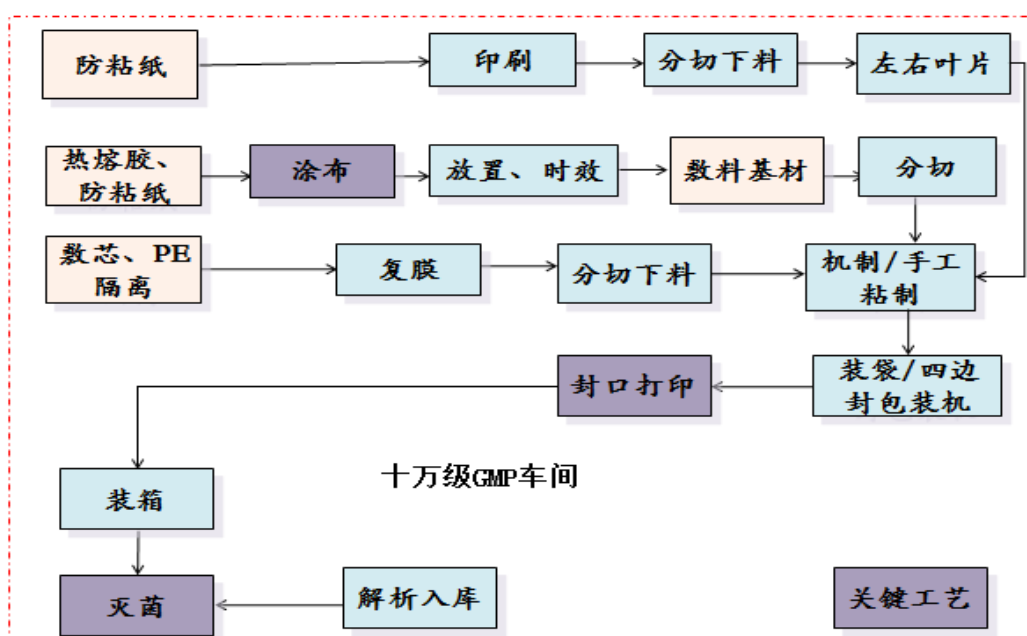 防粘纸
印刷
分切下料
左右叶片
热熔胶、
防粘纸
涂布
放置、时效
敷料基材
分切
敷芯、PE
隔离
复膜
分切下料
机制/手工
粘制
装袋/四边
封包装机
封口打印
十万级GMP车间
装箱
灭菌
解析入库
关键工艺